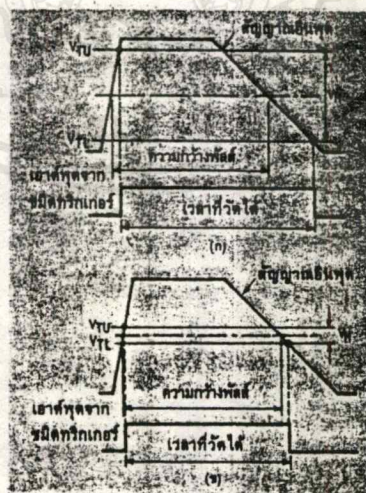 สัญญาณอินพุต
VTU
VTL
ความกว้างพัลส์
เอาต์พุตจาก
ชมิตทริกเกอร์
เวลาที่วัดได้
(ก)
สัญญาณอินพุต
VTU
VTL
ความกว้างพัลส์
เอาต์พุตจาก
ชมิตทริกเกอร์
เวลาที่วัดได้
(ข)